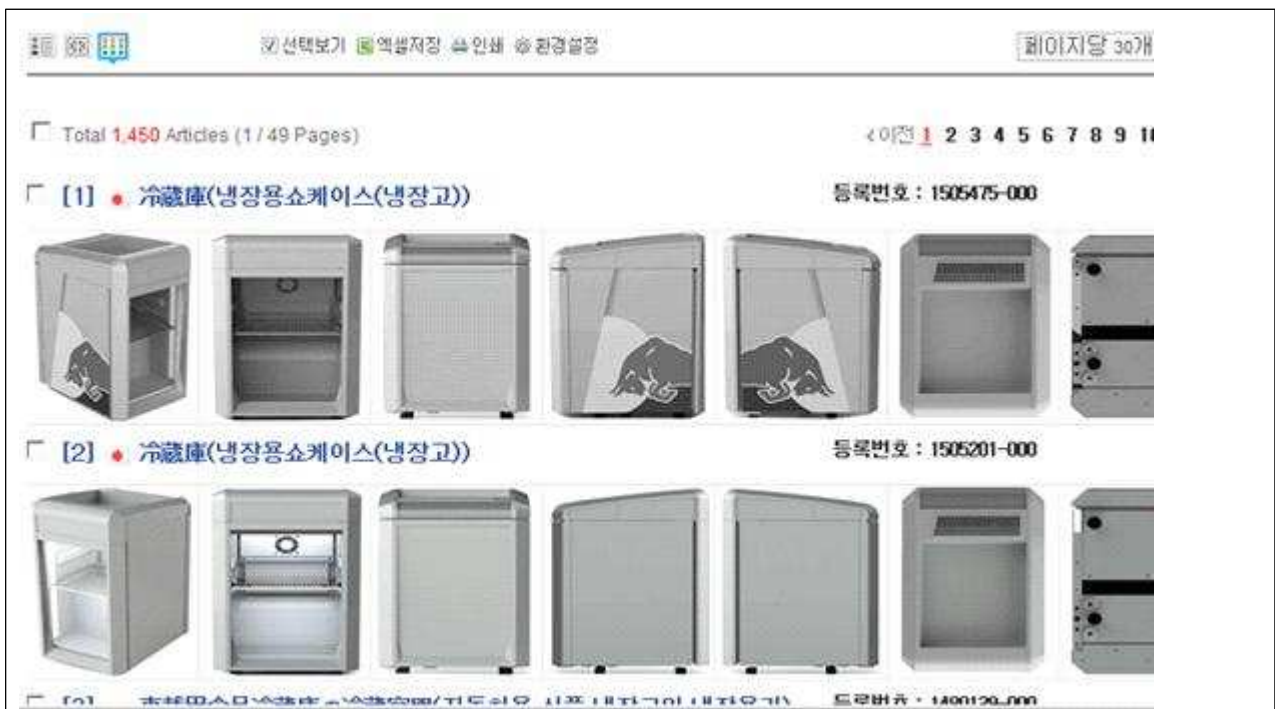 선택보기 엑셀저장 인쇄 환경설정
페이지당 30개
Total 1,450 Articles (1 / 49 Pages)
<이전 1 2 3 4 5 6 7 8 9
[1] 冷蔵庫(냉장용쇼케이스(냉장고))
등록번호 : 1505475-000
[2] 冷蔵庫(냉장용쇼케이스(냉장고))
등록번호 : 1505201-000